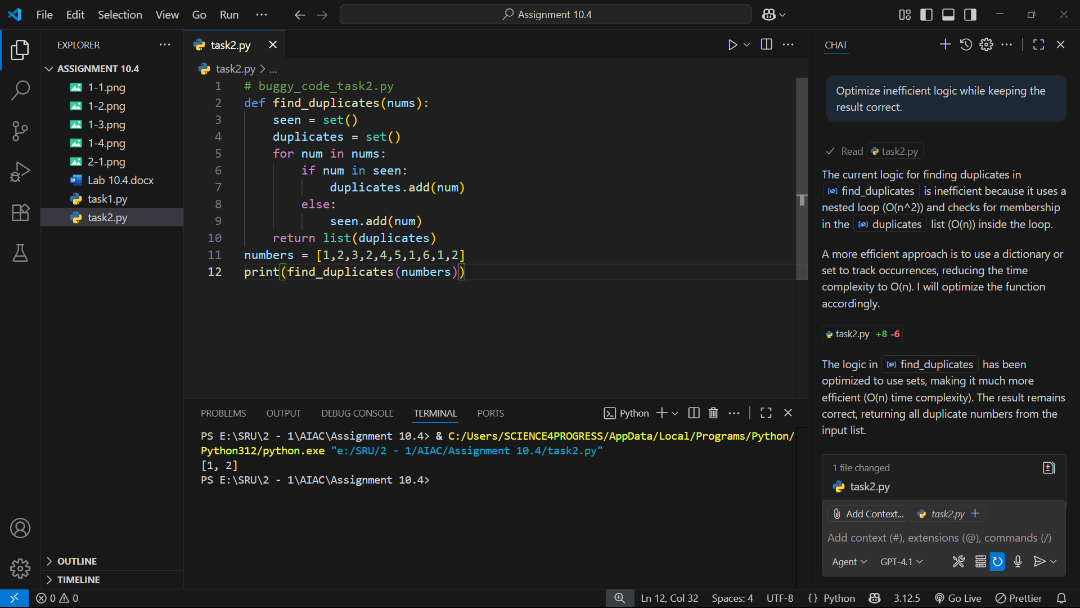 File Edit Selection View Go Run ... Assignment 10.4
EXPLORER ...
ASSIGNMENT 10.4
1-1.png
1-2.png
1-3.png
1-4.png
2-1.png
Lab 10.4.docx
task1.py
task2.py
OUTLINE
TIMELINE
task2.py
task2.py > ...
1 # buggy_code_task2.py
2 def find_duplicates(nums):
3 seen = set()
4 duplicates = set()
5 for num in nums:
6 if num in seen:
7 duplicates.add(num)
8 else:
9 seen.add(num)
10 return list(duplicates)
11 numbers = [1,2,3,2,4,5,1,6,1,2]
12 print(find_duplicates(numbers))
PROBLEMS OUTPUT DEBUG CONSOLE TERMINAL PORTS Python
PS E:\SRU\2 - 1\AIAC\Assignment 10.4> & C:/Users/SCIENCE4PROGRESS/AppData/Local/Programs/Python/
Python312/python.exe "e:/SRU/2 - 1/AIAC/Assignment 10.4/task2.py"
[1, 2]
PS E:\SRU\2 - 1\AIAC\Assignment 10.4>
CHAT
Optimize inefficient logic while keeping the
result correct.
Read task2.py
The current logic for finding duplicates in
find_duplicates is inefficient because it uses a
nested loop (O(n^2)) and checks for membership
in the duplicates list (O(n)) inside the loop.
A more efficient approach is to use a dictionary or
set to track occurrences, reducing the time
complexity to O(n). I will optimize the function
accordingly.
task2.py +8 -6
The logic in find_duplicates has been
optimized to use sets, making it much more
efficient (O(n) time complexity). The result remains
correct, returning all duplicate numbers from the
input list.
1 file changed
task2.py
Add Context... task2.py +
Add context (#), extensions (@), commands (/)
Agent GPT-4.1
0 0 Ln 12, Col 32 Spaces: 4 UTF-8 {} Python 3.12.5 Go Live Prettier